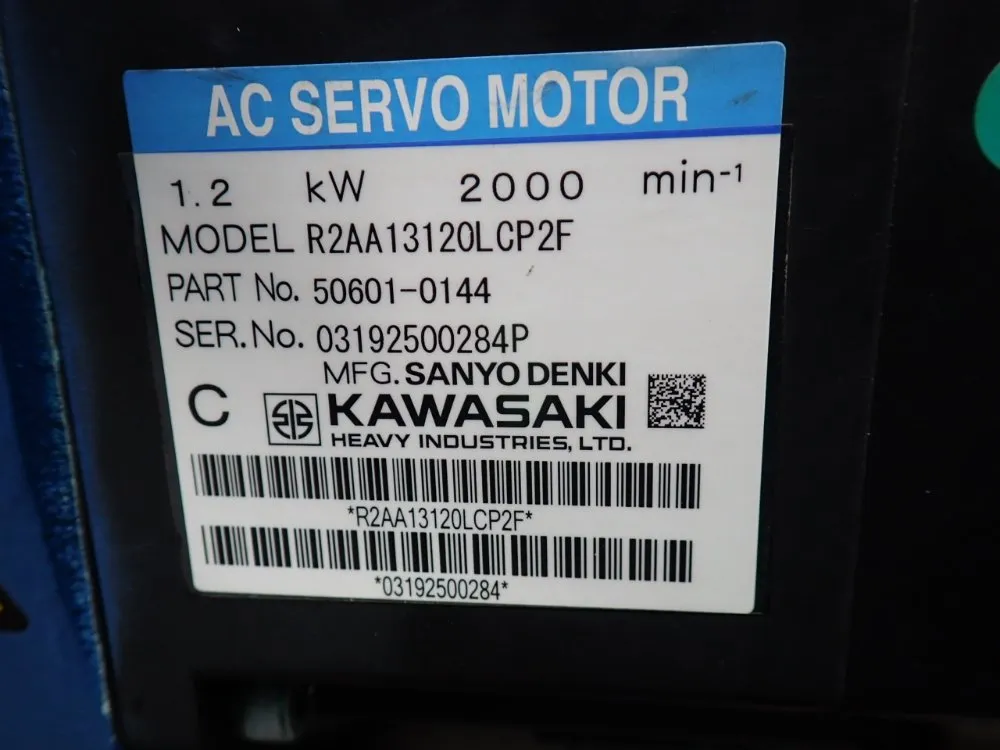 AC SERVO MOTOR
1.2 kW 2000 min-1
MODEL R2AA13120LCP2F
PART No. 50601-0144
SER.No. 03192500284P
MFG. SANYO DENKI
C KAWASAKI
HEAVY INDUSTRIES, LTD.
*R2AA13120LCP2F*
*03192500284*